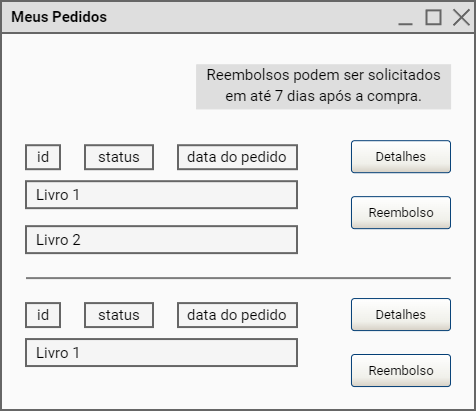 Meus Pedidos
Reembolsos podem ser solicitados
em até 7 dias após a compra.
id status data do pedido Detalhes
Livro 1
Reembolso
Livro 2
id status data do pedido Detalhes
Livro 1
Reembolso